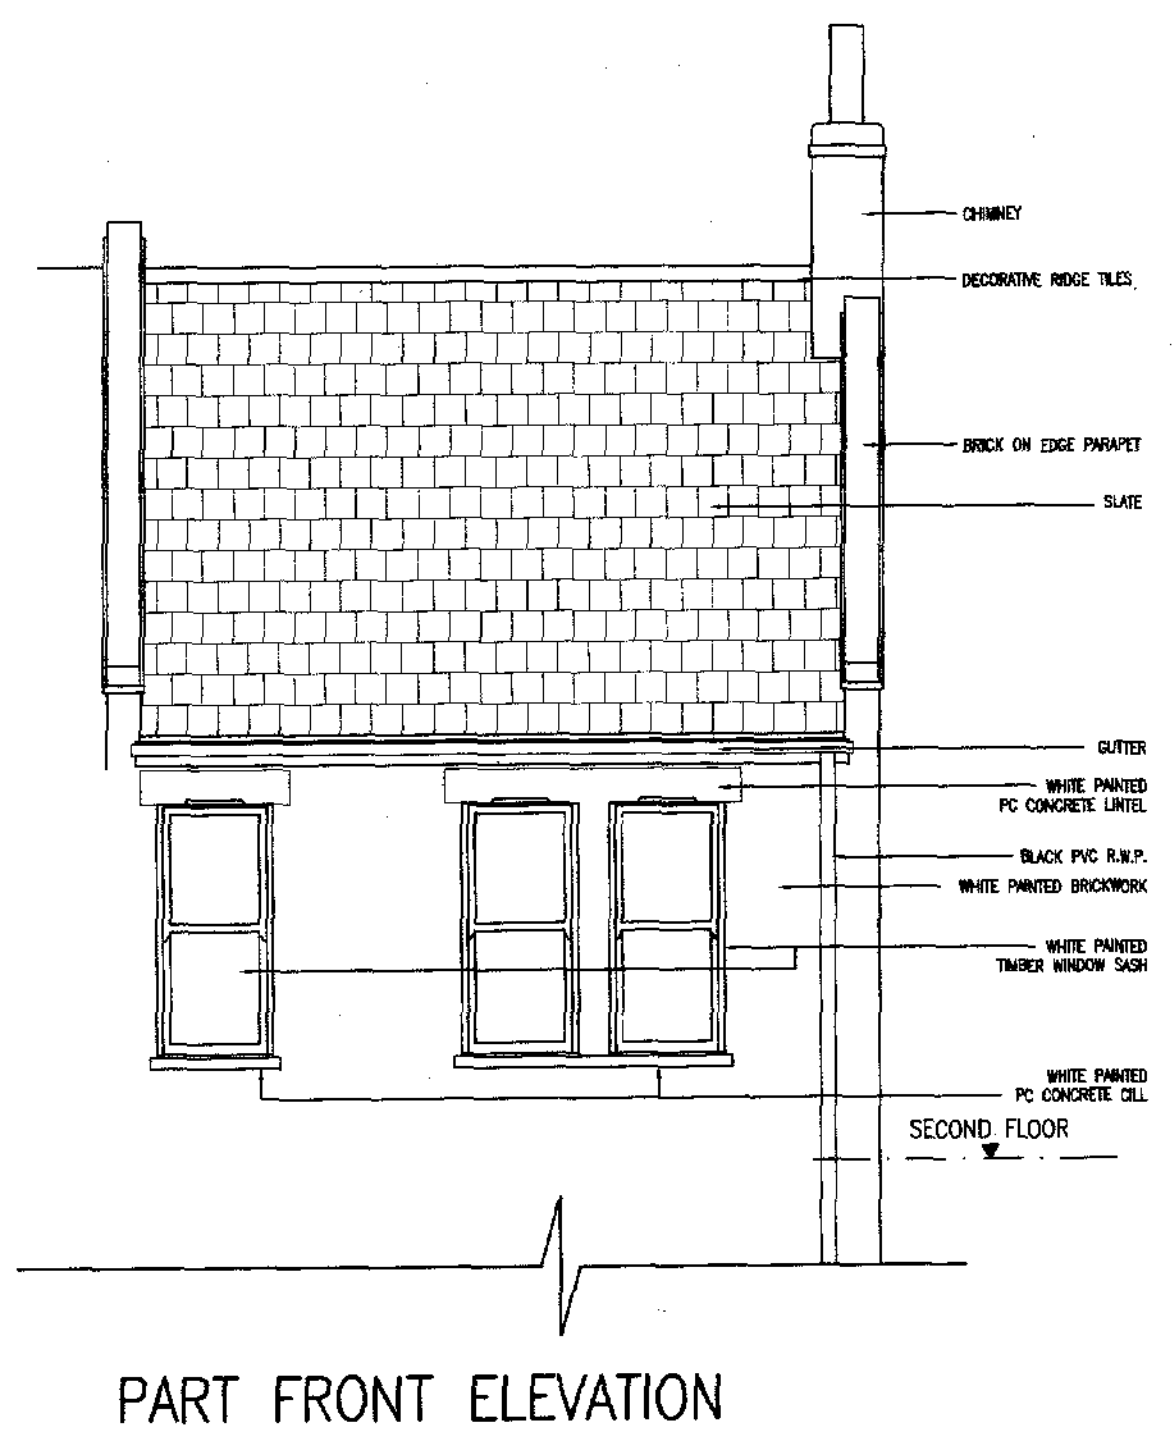 CHIMNEY
DECORATIVE RIDGE TILES
BRICK ON EDGE PARAPET
SLATE
GUTTER
WHITE PAINTED
PC CONCRETE LINTEL
BLACK PVC R.W.P.
WHITE PAINTED BRICKWORK
WHITE PAINTED
TIMBER WINDOW SASH
WHITE PAINTED
PC CONCRETE CILL
SECOND FLOOR
PART FRONT ELEVATION